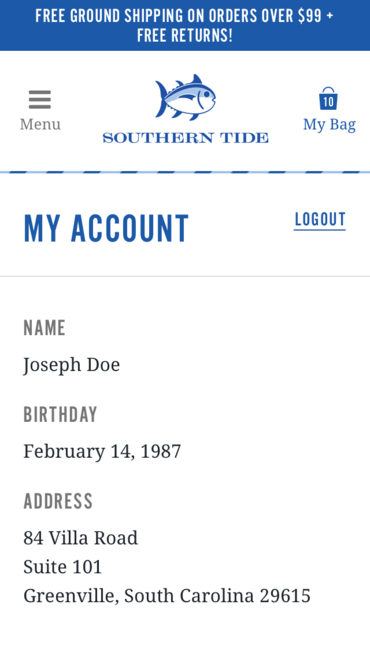 FREE GROUND SHIPPING ON ORDERS OVER $99 +
FREE RETURNS!
Menu
SOUTHERN TIDE
10
My Bag
MY ACCOUNT
LOGOUT
NAME
Joseph Doe
BIRTHDAY
February 14, 1987
ADDRESS
84 Villa Road
Suite 101
Greenville, South Carolina 29615